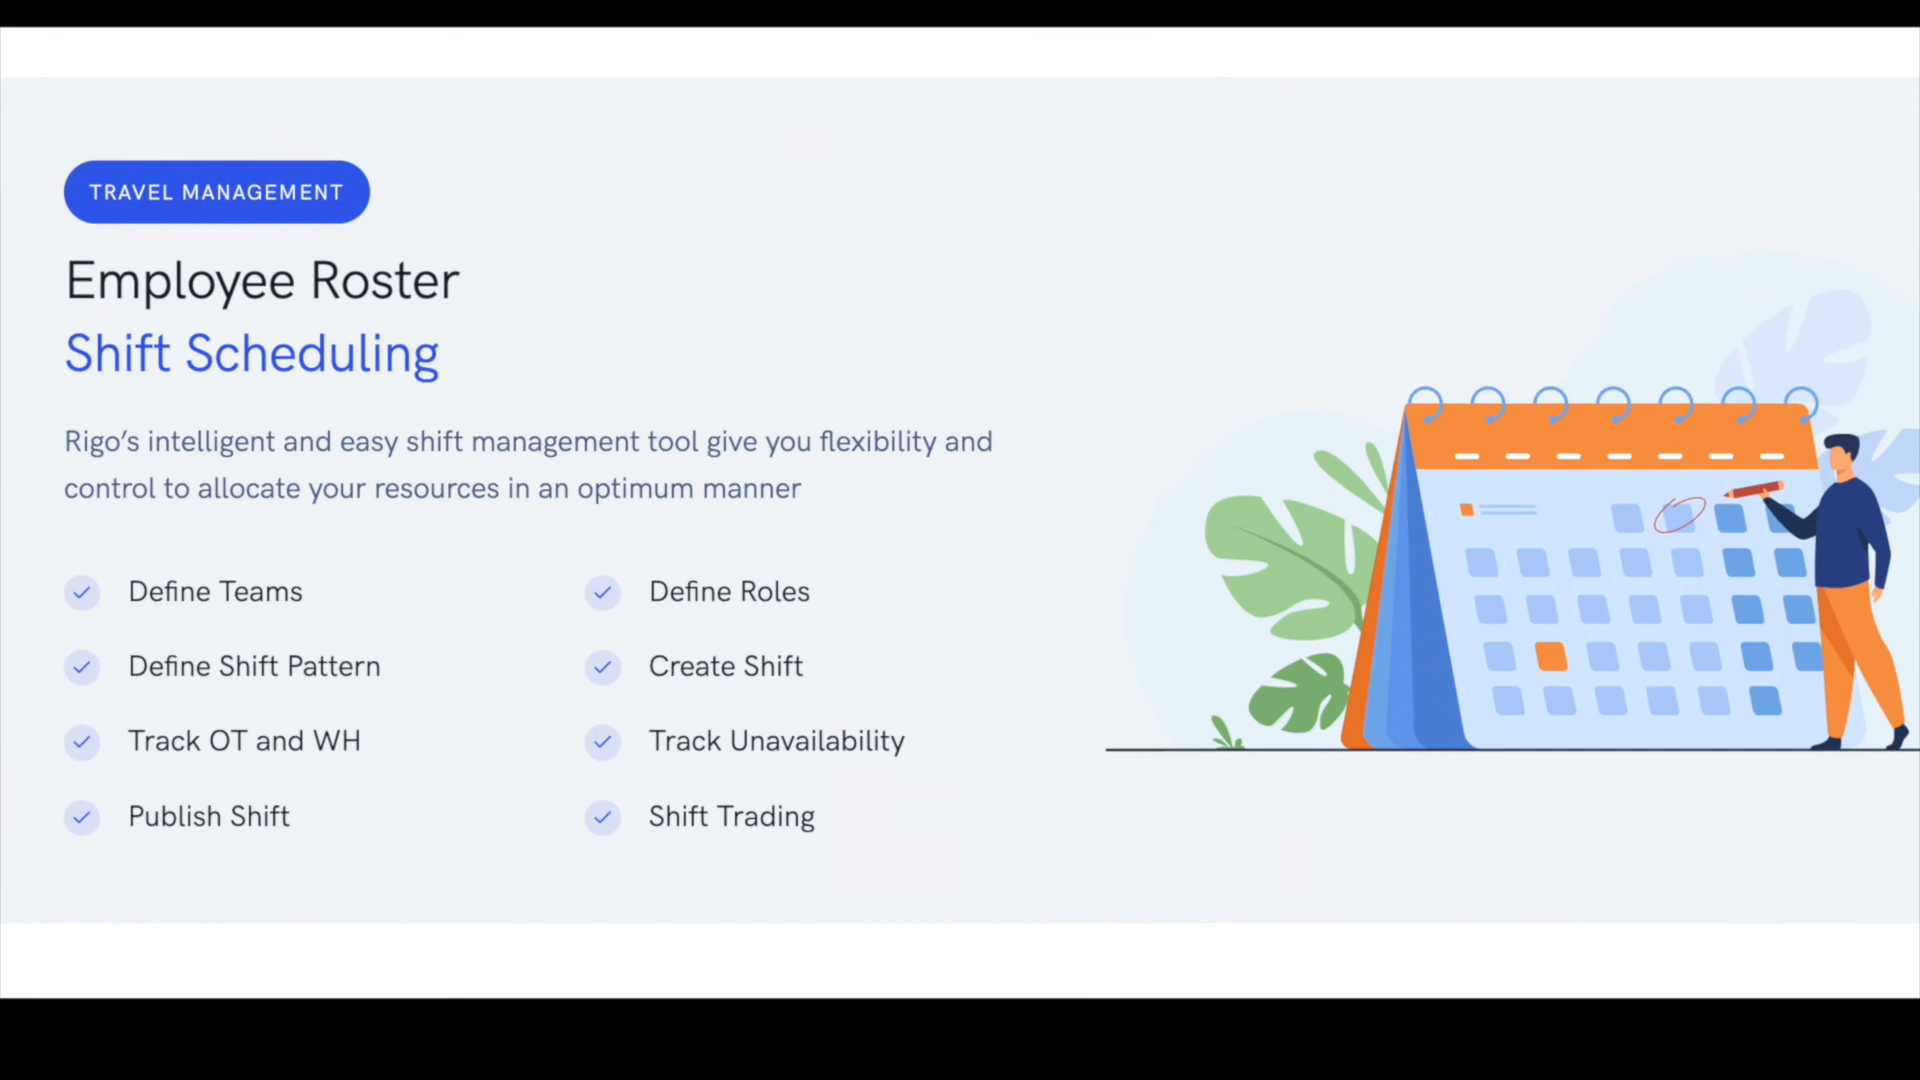 TRAVEL MANAGEMENT
Employee Roster
Shift Scheduling
Rigo’s intelligent and easy shift management tool give you flexibility and
control to allocate your resources in an optimum manner
Define Teams
Define Roles
Define Shift Pattern
Create Shift
Track OT and WH
Track Unavailability
Publish Shift
Shift Trading